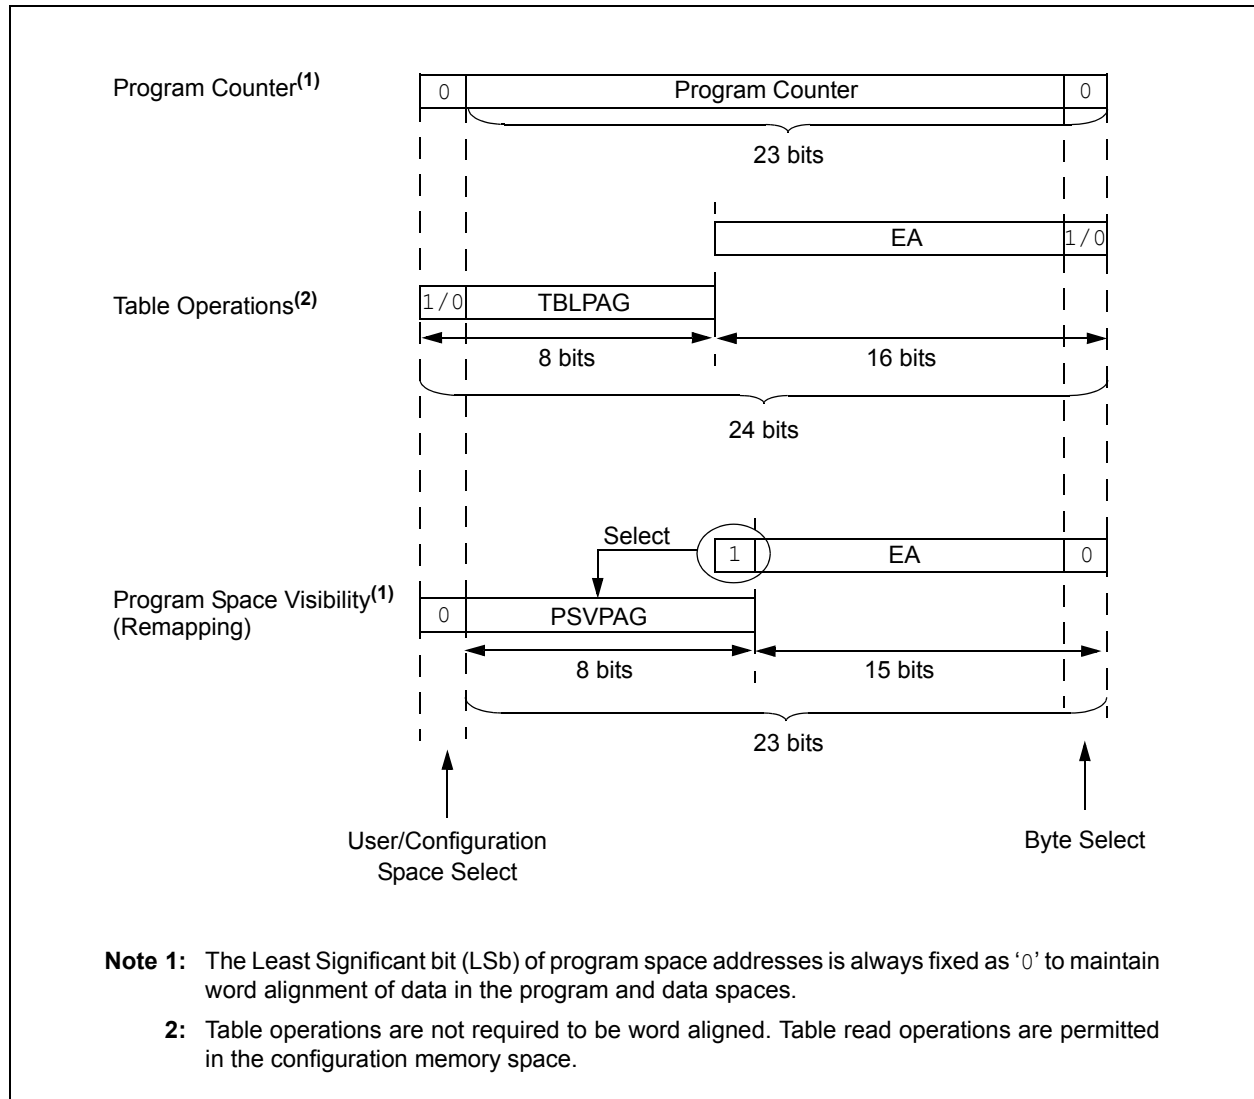 Program Counter(1)
0 Program Counter 0
23 bits
EA 1/0
Table Operations(2)
1/0 TBLPAG
8 bits 16 bits
24 bits
Select
1 EA 0
Program Space Visibility(1)
(Remapping)
0 PSVPAG
8 bits 15 bits
23 bits
User/Configuration
Space Select
Byte Select
Note 1: The Least Significant bit (LSb) of program space addresses is always fixed as ‘0’ to maintain
word alignment of data in the program and data spaces.
2: Table operations are not required to be word aligned. Table read operations are permitted
in the configuration memory space.